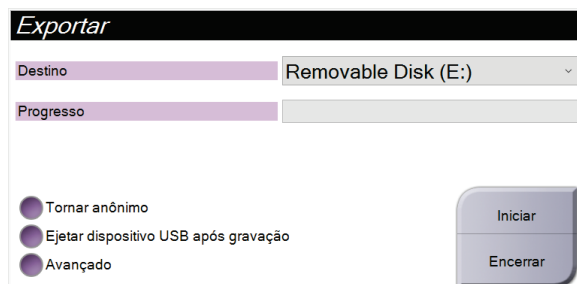 Exportar
Destino
Removable Disk (E:)
Progresso
Tornar anônimo
Ejetar dispositivo USB após gravação
Avançado
Iniciar
Encerrar